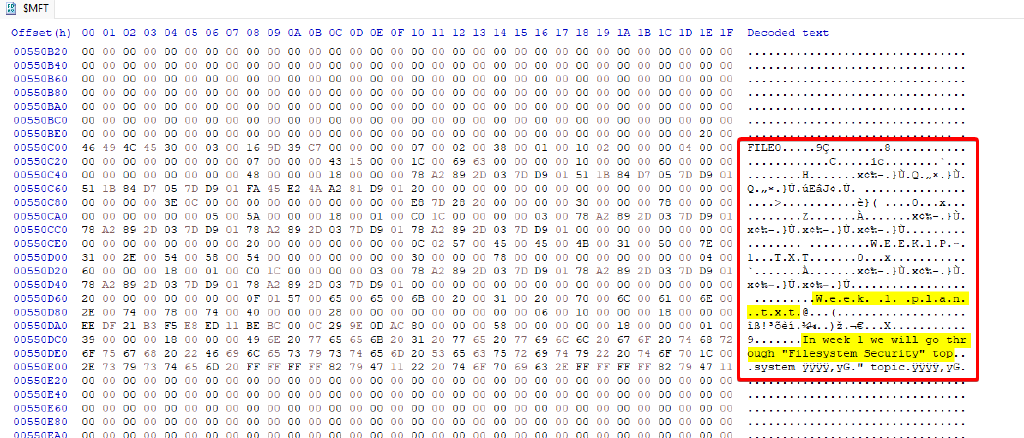 $MFT
Offset(h) 00 01 02 03 04 05 06 07 08 09 0A 0B 0C 0D 0E 0F 10 11 12 13 14 15 16 17 18 19 1A 1B 1C 1D 1E 1F Decoded text
00550B20 00 00 00 00 00 00 00 00 00 00 00 00 00 00 00 00 00 00 00 00 00 00 00 00 00 00 00 00 00 00 00 00 ................................
00550B40 00 00 00 00 00 00 00 00 00 00 00 00 00 00 00 00 00 00 00 00 00 00 00 00 00 00 00 00 00 00 00 00 ................................
00550B60 00 00 00 00 00 00 00 00 00 00 00 00 00 00 00 00 00 00 00 00 00 00 00 00 00 00 00 00 00 00 00 00 ................................
00550B80 00 00 00 00 00 00 00 00 00 00 00 00 00 00 00 00 00 00 00 00 00 00 00 00 00 00 00 00 00 00 00 00 ................................
00550BA0 00 00 00 00 00 00 00 00 00 00 00 00 00 00 00 00 00 00 00 00 00 00 00 00 00 00 00 00 00 00 00 00 ................................
00550BC0 00 00 00 00 00 00 00 00 00 00 00 00 00 00 00 00 00 00 00 00 00 00 00 00 00 00 00 00 00 00 00 00 ................................
00550BE0 00 00 00 00 00 00 00 00 00 00 00 00 00 00 00 00 00 00 00 00 00 00 00 00 00 00 00 00 00 00 20 00 .............................. .
00550C00 46 49 4C 45 30 00 03 00 16 9D 39 C7 00 00 00 00 07 00 02 00 38 00 01 00 10 02 00 00 00 04 00 00 FILE0.....9Ç........8...........
00550C20 00 00 00 00 00 00 00 00 07 00 00 00 43 15 00 00 1C 00 69 63 00 00 00 00 10 00 00 00 60 00 00 00 ............C.....ic........`...
00550C40 00 00 00 00 00 00 00 00 48 00 00 00 18 00 00 00 78 A2 89 2D 03 7D D9 01 51 1B 84 D7 05 7D D9 01 ........H.......x¢‰-.}Ù.Q.„×.}Ù.
00550C60 51 1B 84 D7 05 7D D9 01 FA 45 E2 4A A2 81 D9 01 20 00 00 00 00 00 00 00 00 00 00 00 00 00 00 00 Q.„×.}Ù.úEâJ¢.Ù. ...............
00550C80 00 00 00 00 3E 0C 00 00 00 00 00 00 00 00 00 00 E8 7D 28 20 00 00 00 00 30 00 00 00 78 00 00 00 ....>...........è}( ....0...x...
00550CA0 00 00 00 00 00 00 05 00 5A 00 00 00 18 00 01 00 C0 1C 00 00 00 00 03 00 78 A2 89 2D 03 7D D9 01 ........Z.......À.......x¢‰-.}Ù.
00550CC0 78 A2 89 2D 03 7D D9 01 78 A2 89 2D 03 7D D9 01 78 A2 89 2D 03 7D D9 01 00 00 00 00 00 00 00 00 x¢‰-.}Ù.x¢‰-.}Ù.x¢‰-.}Ù.........
00550CE0 00 00 00 00 00 00 00 00 20 00 00 00 00 00 00 00 0C 02 57 00 45 00 45 00 4B 00 31 00 50 00 7E 00 ........ .........W.E.E.K.1.P.~.
00550D00 31 00 2E 00 54 00 58 00 54 00 00 00 00 00 00 00 30 00 00 00 78 00 00 00 00 00 00 00 00 00 04 00 1...T.X.T.......0...x...........
00550D20 60 00 00 00 18 00 01 00 C0 1C 00 00 00 00 03 00 78 A2 89 2D 03 7D D9 01 78 A2 89 2D 03 7D D9 01 `.......À.......x¢‰-.}Ù.x¢‰-.}Ù.
00550D40 78 A2 89 2D 03 7D D9 01 78 A2 89 2D 03 7D D9 01 00 00 00 00 00 00 00 00 00 00 00 00 00 00 00 00 x¢‰-.}Ù.x¢‰-.}Ù.................
00550D60 20 00 00 00 00 00 00 00 0F 01 57 00 65 00 65 00 6B 00 20 00 31 00 20 00 70 00 6C 00 61 00 6E 00  .........W.e.e.k. .1. .p.l.a.n.
00550D80 2E 00 74 00 78 00 74 00 40 00 00 00 28 00 00 00 00 00 00 00 00 00 06 00 10 00 00 00 18 00 00 00 ..t.x.t.@...(...................
00550DA0 EE DF 21 B3 F5 E8 ED 11 BE BC 00 0C 29 9E 0D AC 80 00 00 00 58 00 00 00 00 00 18 00 00 00 01 00 îß!³õèí.¾¼..)ž.¬€...X...........
00550DC0 39 00 00 00 18 00 00 00 49 6E 20 77 65 65 6B 20 31 20 77 65 20 77 69 6C 6C 20 67 6F 20 74 68 72 9.......In week 1 we will go thr
00550DE0 6F 75 67 68 20 22 46 69 6C 65 73 79 73 74 65 6D 20 53 65 63 75 72 69 74 79 22 20 74 6F 70 1C 00 ough "Filesystem Security" top..
00550E00 2E 73 79 73 74 65 6D 20 FF FF FF FF 82 79 47 11 22 20 74 6F 70 69 63 2E FF FF FF FF 82 79 47 11 .system ÿÿÿÿ‚yG." topic.ÿÿÿÿ‚yG.
00550E20 00 00 00 00 00 00 00 00 00 00 00 00 00 00 00 00 00 00 00 00 00 00 00 00 00 00 00 00 00 00 00 00 ................................
00550E40 00 00 00 00 00 00 00 00 00 00 00 00 00 00 00 00 00 00 00 00 00 00 00 00 00 00 00 00 00 00 00 00 ................................
00550E60 00 00 00 00 00 00 00 00 00 00 00 00 00 00 00 00 00 00 00 00 00 00 00 00 00 00 00 00 00 00 00 00 ................................
00550E80 00 00 00 00 00 00 00 00 00 00 00 00 00 00 00 00 00 00 00 00 00 00 00 00 00 00 00 00 00 00 00 00 ................................
00550EA0 00 00 00 00 00 00 00 00 00 00 00 00 00 00 00 00 00 00 00 00 00 00 00 00 00 00 00 00 00 00 00 00 ................................